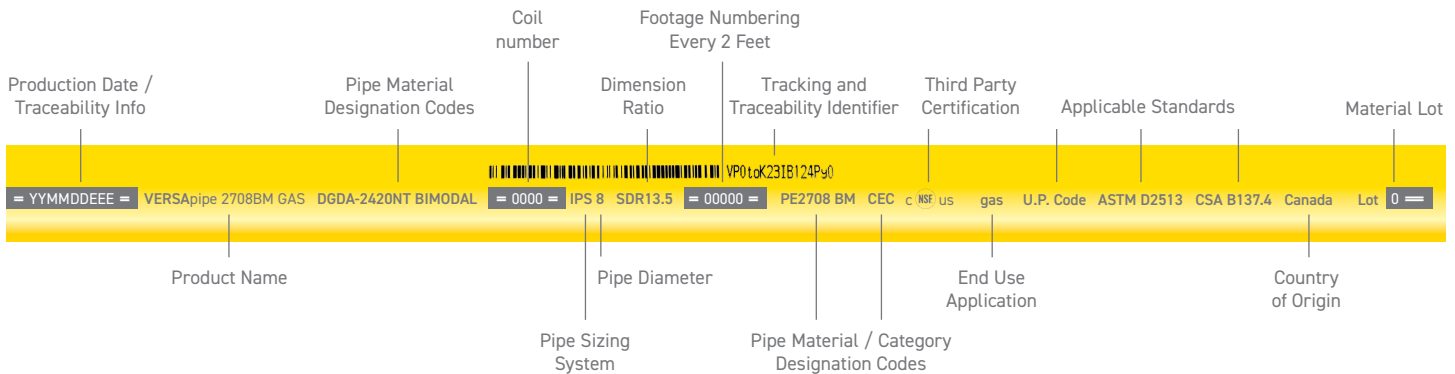 Coil
number
Footage Numbering
Every 2 Feet
Production Date /
Traceability Info
Pipe Material
Designation Codes
Dimension
Ratio
Tracking and
Traceability Identifier
Third Party
Certification
Applicable Standards
Material Lot
VP0toK23IB124Py0
= YYMMDDEEE = VERSApipe 2708BM GAS DGDA-2420NT BIMODAL = 0000 = IPS 8 SDR13.5 = 00000 = PE2708 BM CEC c NSF us gas U.P. Code ASTM D2513 CSA B137.4 Canada Lot 0 ==
Product Name
Pipe Diameter
End Use
Application
Country
of Origin
Pipe Sizing
System
Pipe Material / Category
Designation Codes